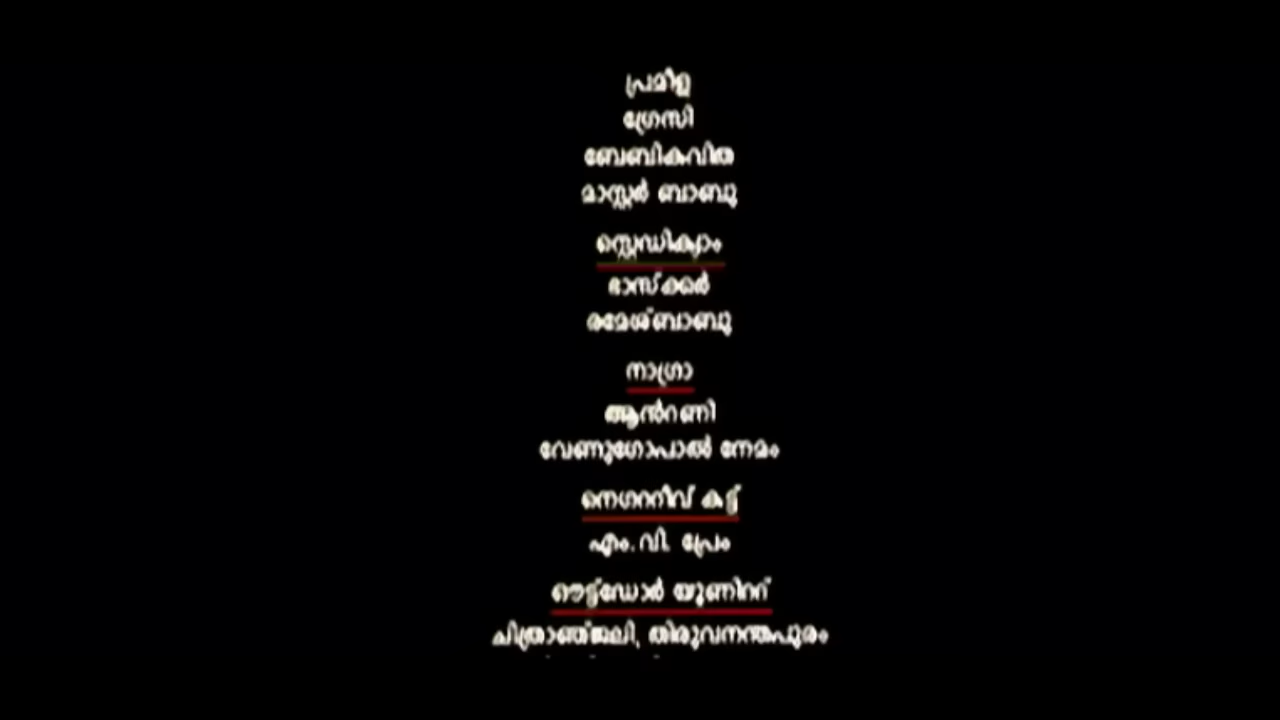 പ്രമീള
ഗ്രേസി
ബേബികവിത
മാസ്റ്റർ ബാബു
സ്റ്റെഡിക്യാം
ഭാസ്ക്കർ
രമേശ്ബാബു
നാഗ്രാ
ആൻറണി
വേണുഗോപാൽ നേമം
നെഗററീവ് കട്ട്
എം.വി. പ്രേം
ഔട്ട്ഡോർ യൂണിററ്
ചിത്രാഞ്ജലി, തിരുവനന്തപുരം